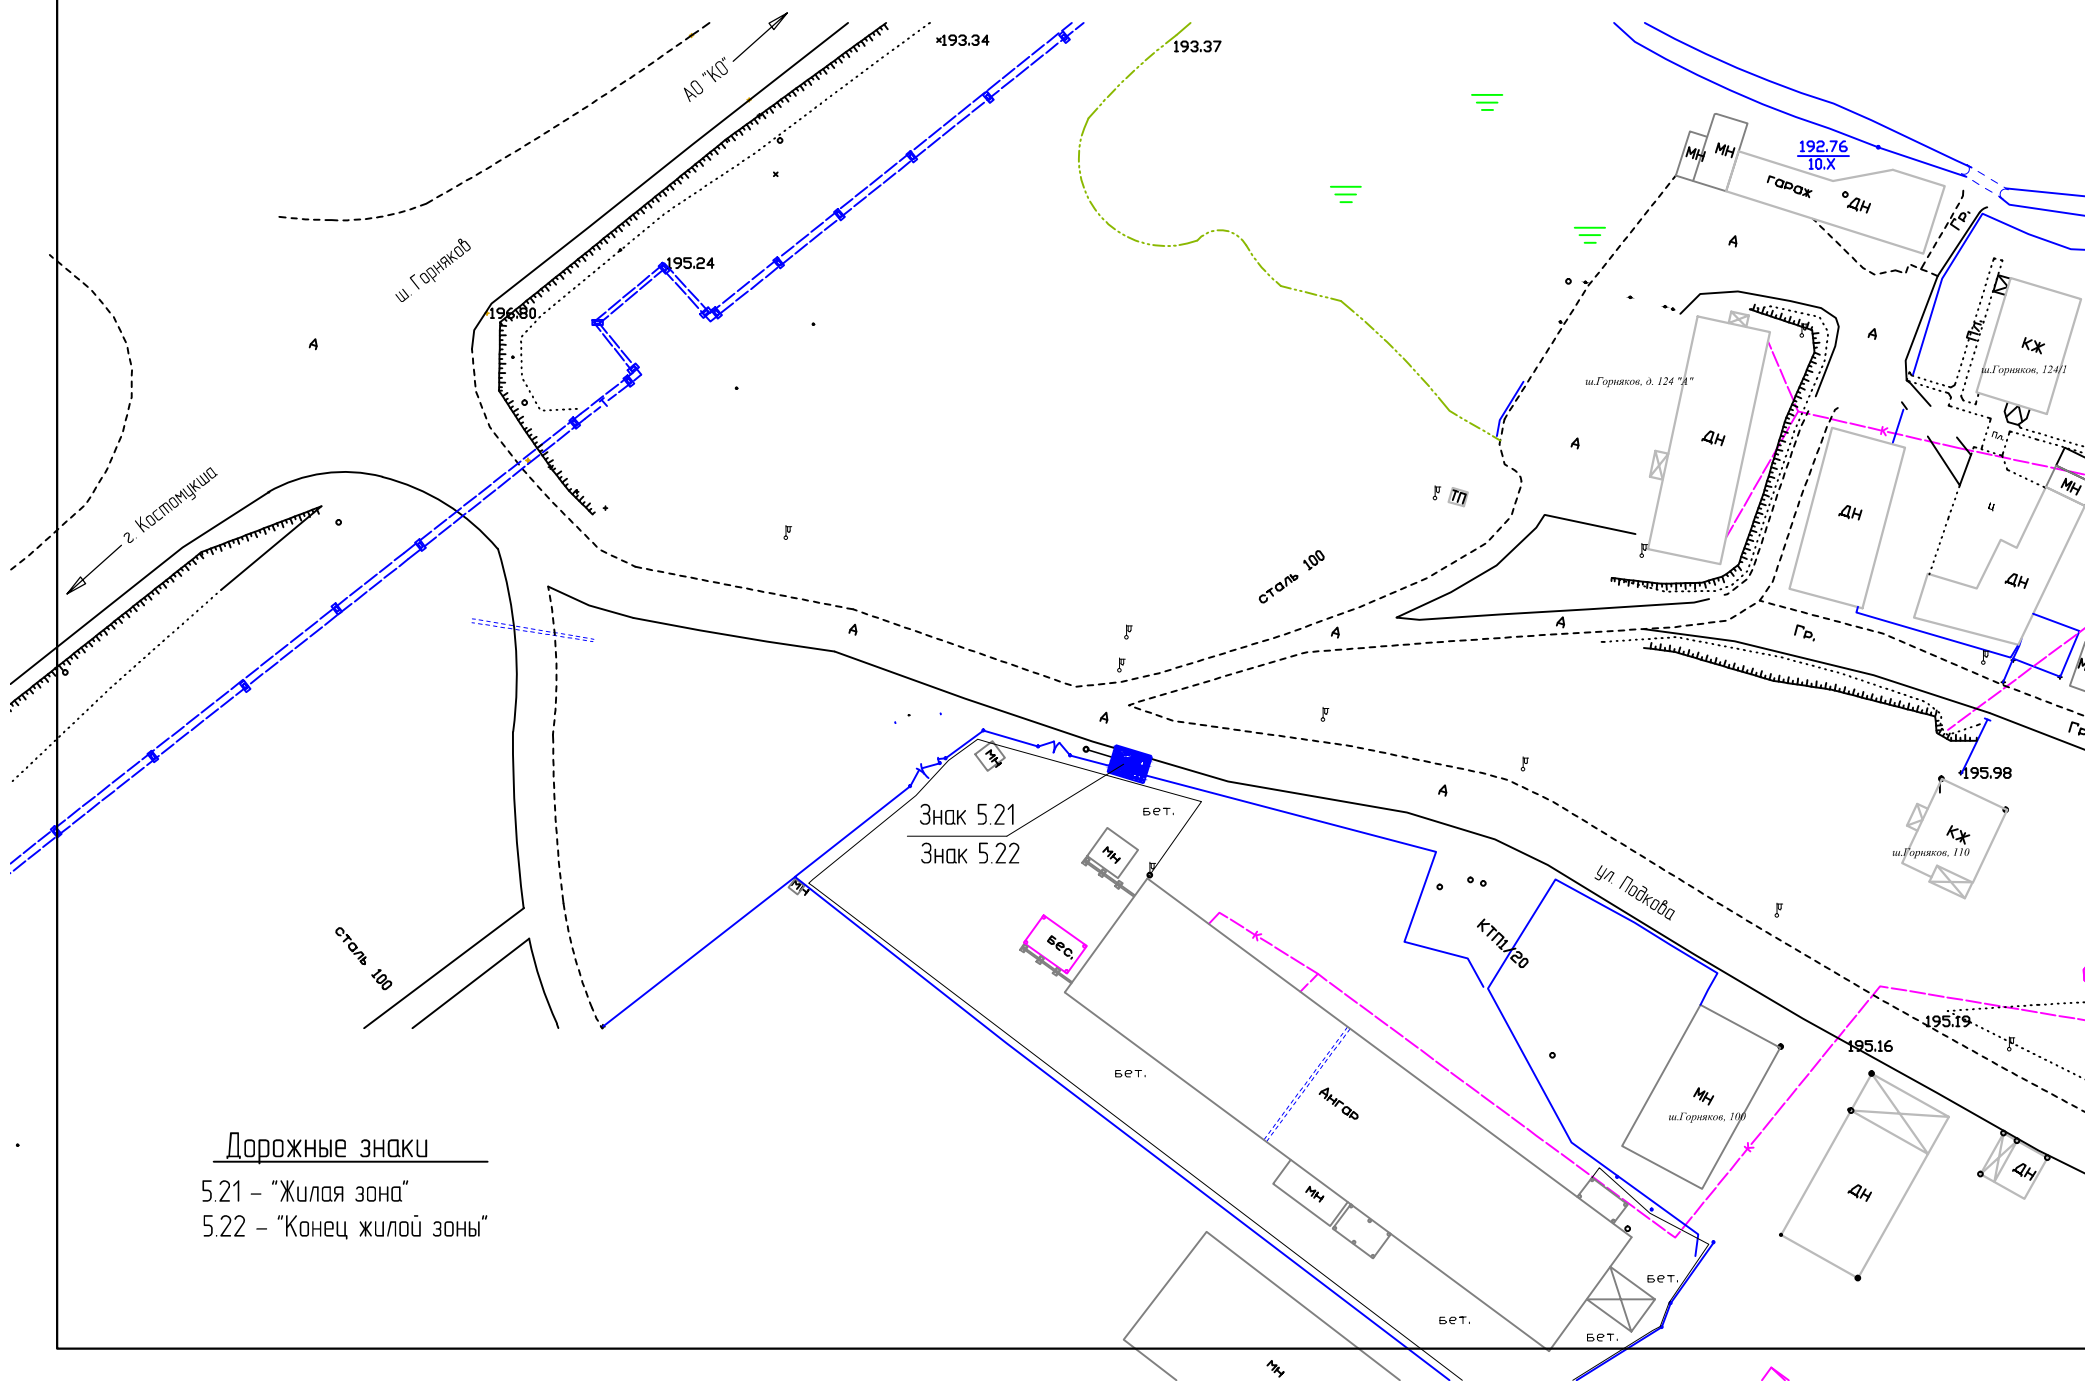 193.34
193.37
АО "КО"
МН
МН
192.76
10.X
гараж
ДН
Гр.
А
195.24
ш. Горняков
196.80
А
А
Пл.
КЖ
ш.Горняков, 124/1
ш.Горняков, д. 124 "А"
ДН
А
Пл.
МН
г. Костомукша
ТП
ДН
ц
сталь 100
ДН
А
А
А
Гр.
А
Гр.
МН
195.98
А
Знак 5.21
Знак 5.22
бет.
КЖ
ш.Горняков, 110
МН
МН
ул. Подкова
сталь 100
Бес.
КТП1/20
195.19
195.16
бет.
Ангар
МН
ш.Горняков, 100
Дорожные знаки
5.21 – "Жилая зона"
5.22 – "Конец жилой зоны"
МН
ДН
ДН
бет.
бет.
бет.
МН